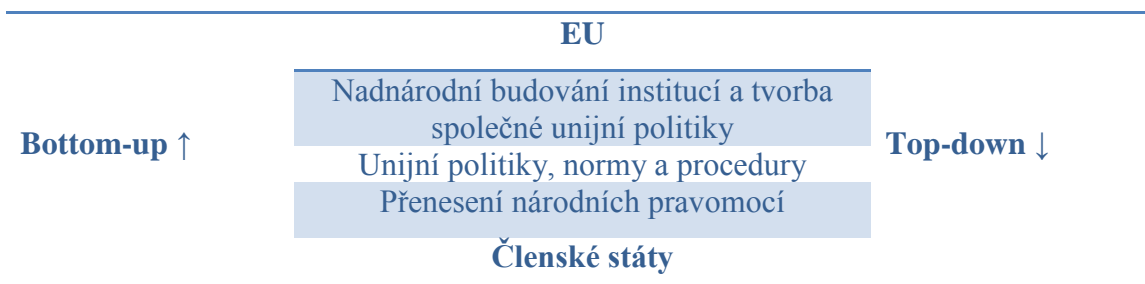 EU
Nadnárodní budování institucí a tvorba
společné unijní politiky
Bottom-up ↑
Top-down ↓
Unijní politiky, normy a procedury
Přenesení národních pravomocí
Členské státy